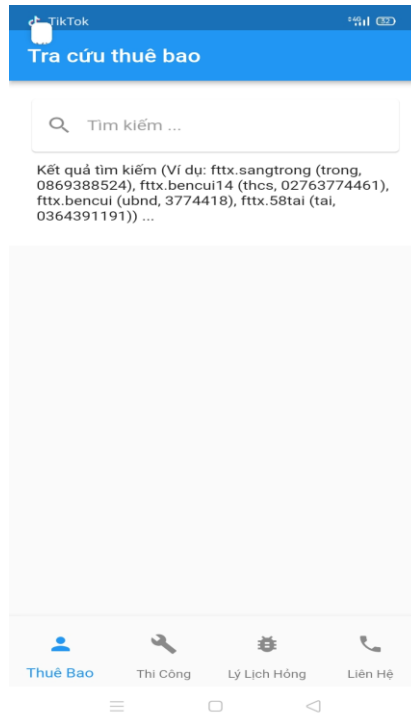 TikTok
Tra cứu thuê bao
Tìm kiếm ...
Kết quả tìm kiếm (Ví dụ: fttx.sangtrong (trong,
0869388524), fttx.bencui14 (thcs, 02763774461),
fttx.bencui (ubnd, 3774418), fttx.58tai (tai,
0364391191)) ...
Thuê Bao
Thi Công
Lý Lịch Hỏng
Liên Hệ